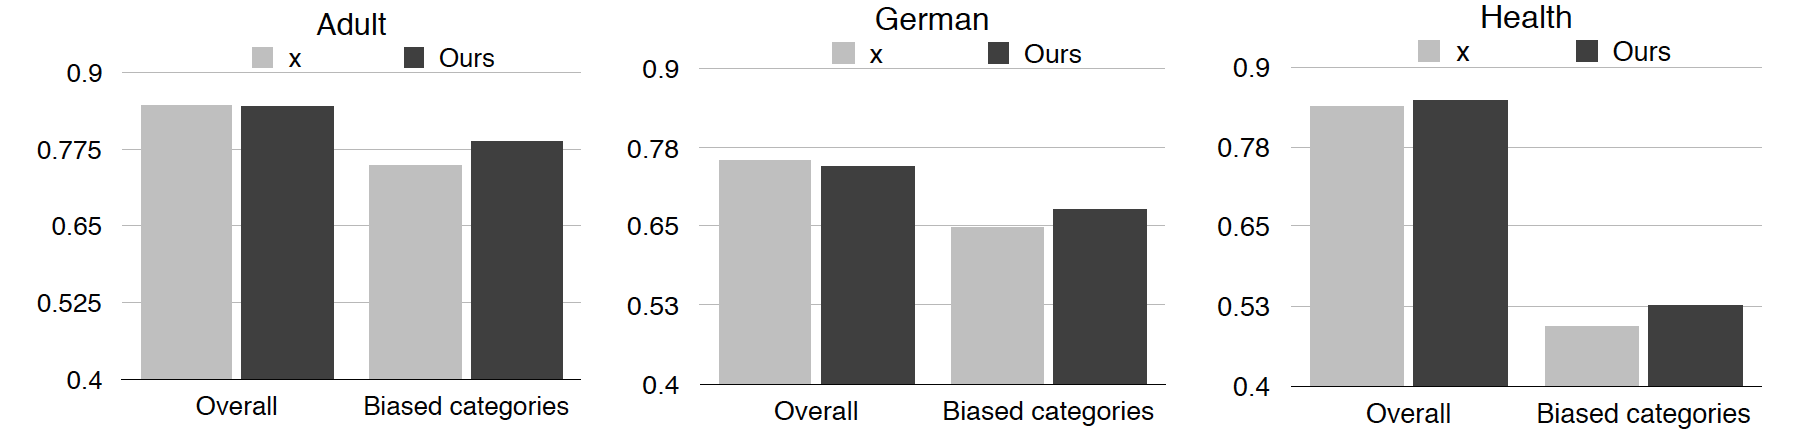 Adult
x Ours
0.9
0.775
0.65
0.525
0.4
Overall Biased categories
German
x Ours
0.9
0.78
0.65
0.53
0.4
Overall Biased categories
Health
x Ours
0.9
0.78
0.65
0.53
0.4
Overall Biased categories